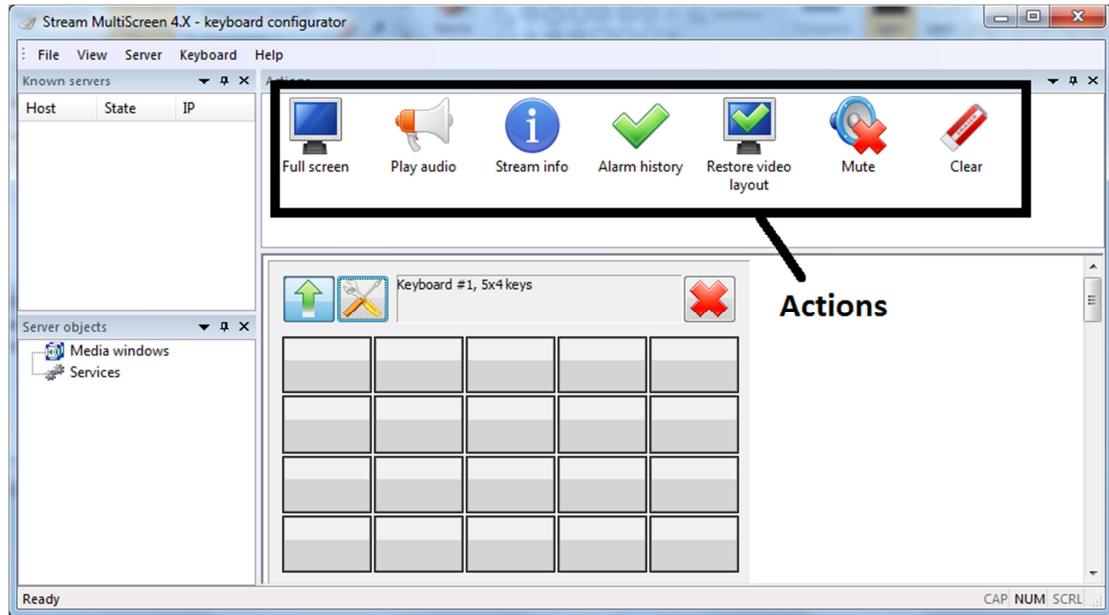 Stream MultiScreen 4.X - keyboard configurator
File View Server Keyboard Help
Known servers
Actions
Host State IP
Full screen
Play audio
Stream info
Alarm history
Restore video
layout
Mute
Clear
Keyboard #1, 5x4 keys
Actions
Server objects
Media windows
Services
Ready
CAP NUM SCRL